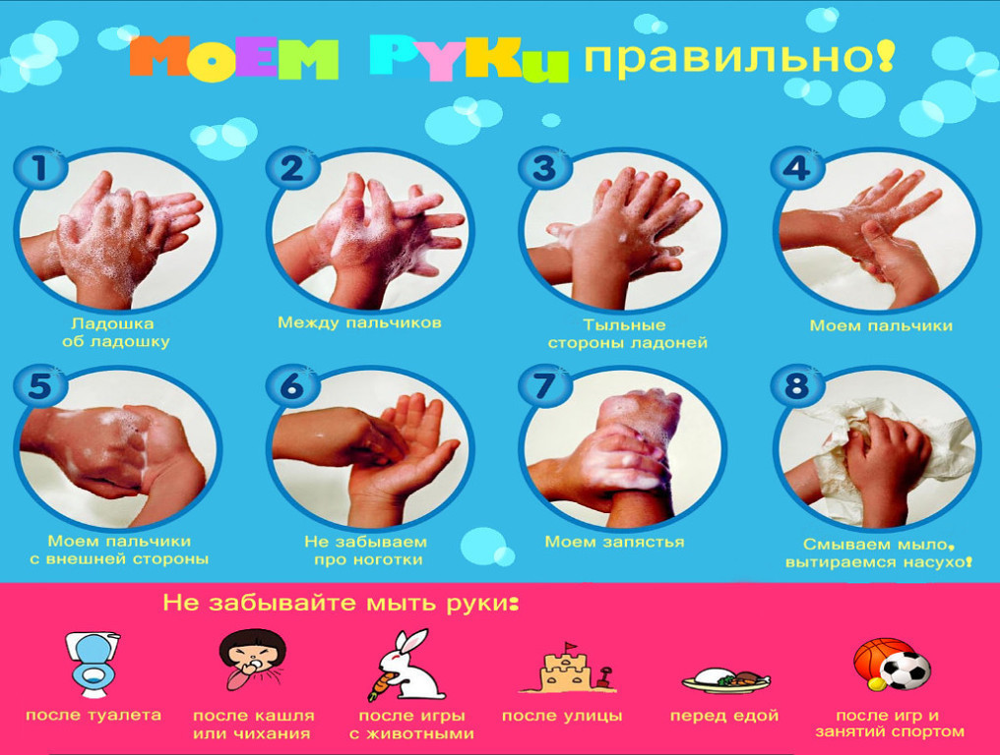 Моем руки правильно!
1
2
3
4
Ладошка
об ладошку
Между пальчиков
Тыльные
стороны ладоней
Моем пальчики
5
6
7
8
Моем пальчики
с внешней стороны
Не забываем
про ноготки
Моем запястья
Смываем мыло,
вытираемся насухо!
Не забывайте мыть руки:
после туалета
после кашля
или чихания
после игры
с животными
после улицы
перед едой
после игр и
занятий спортом